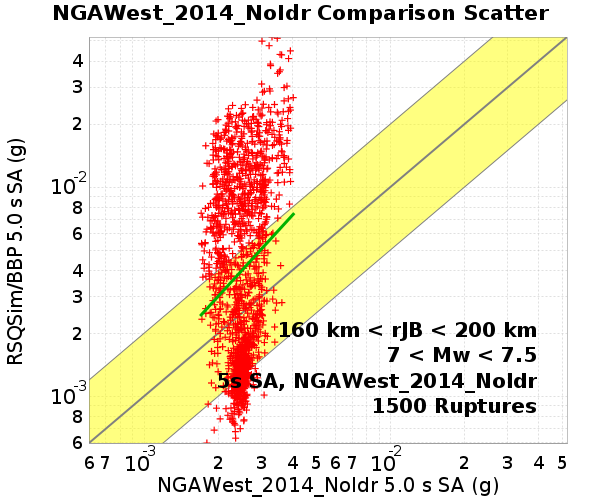 NGAWest_2014_NoIdr Comparison Scatter
RSQSim/BBP 5.0 s SA (g)
4
3
2
10-2
8
6
4
3
2
10-3
8
6
160 km < rJB < 200 km
7 < Mw < 7.5
5s SA, NGAWest_2014_NoIdr
1500 Ruptures
6 7 10-3 2 3 4 5 6 7 10-2 2 3 4 5
NGAWest_2014_NoIdr 5.0 s SA (g)